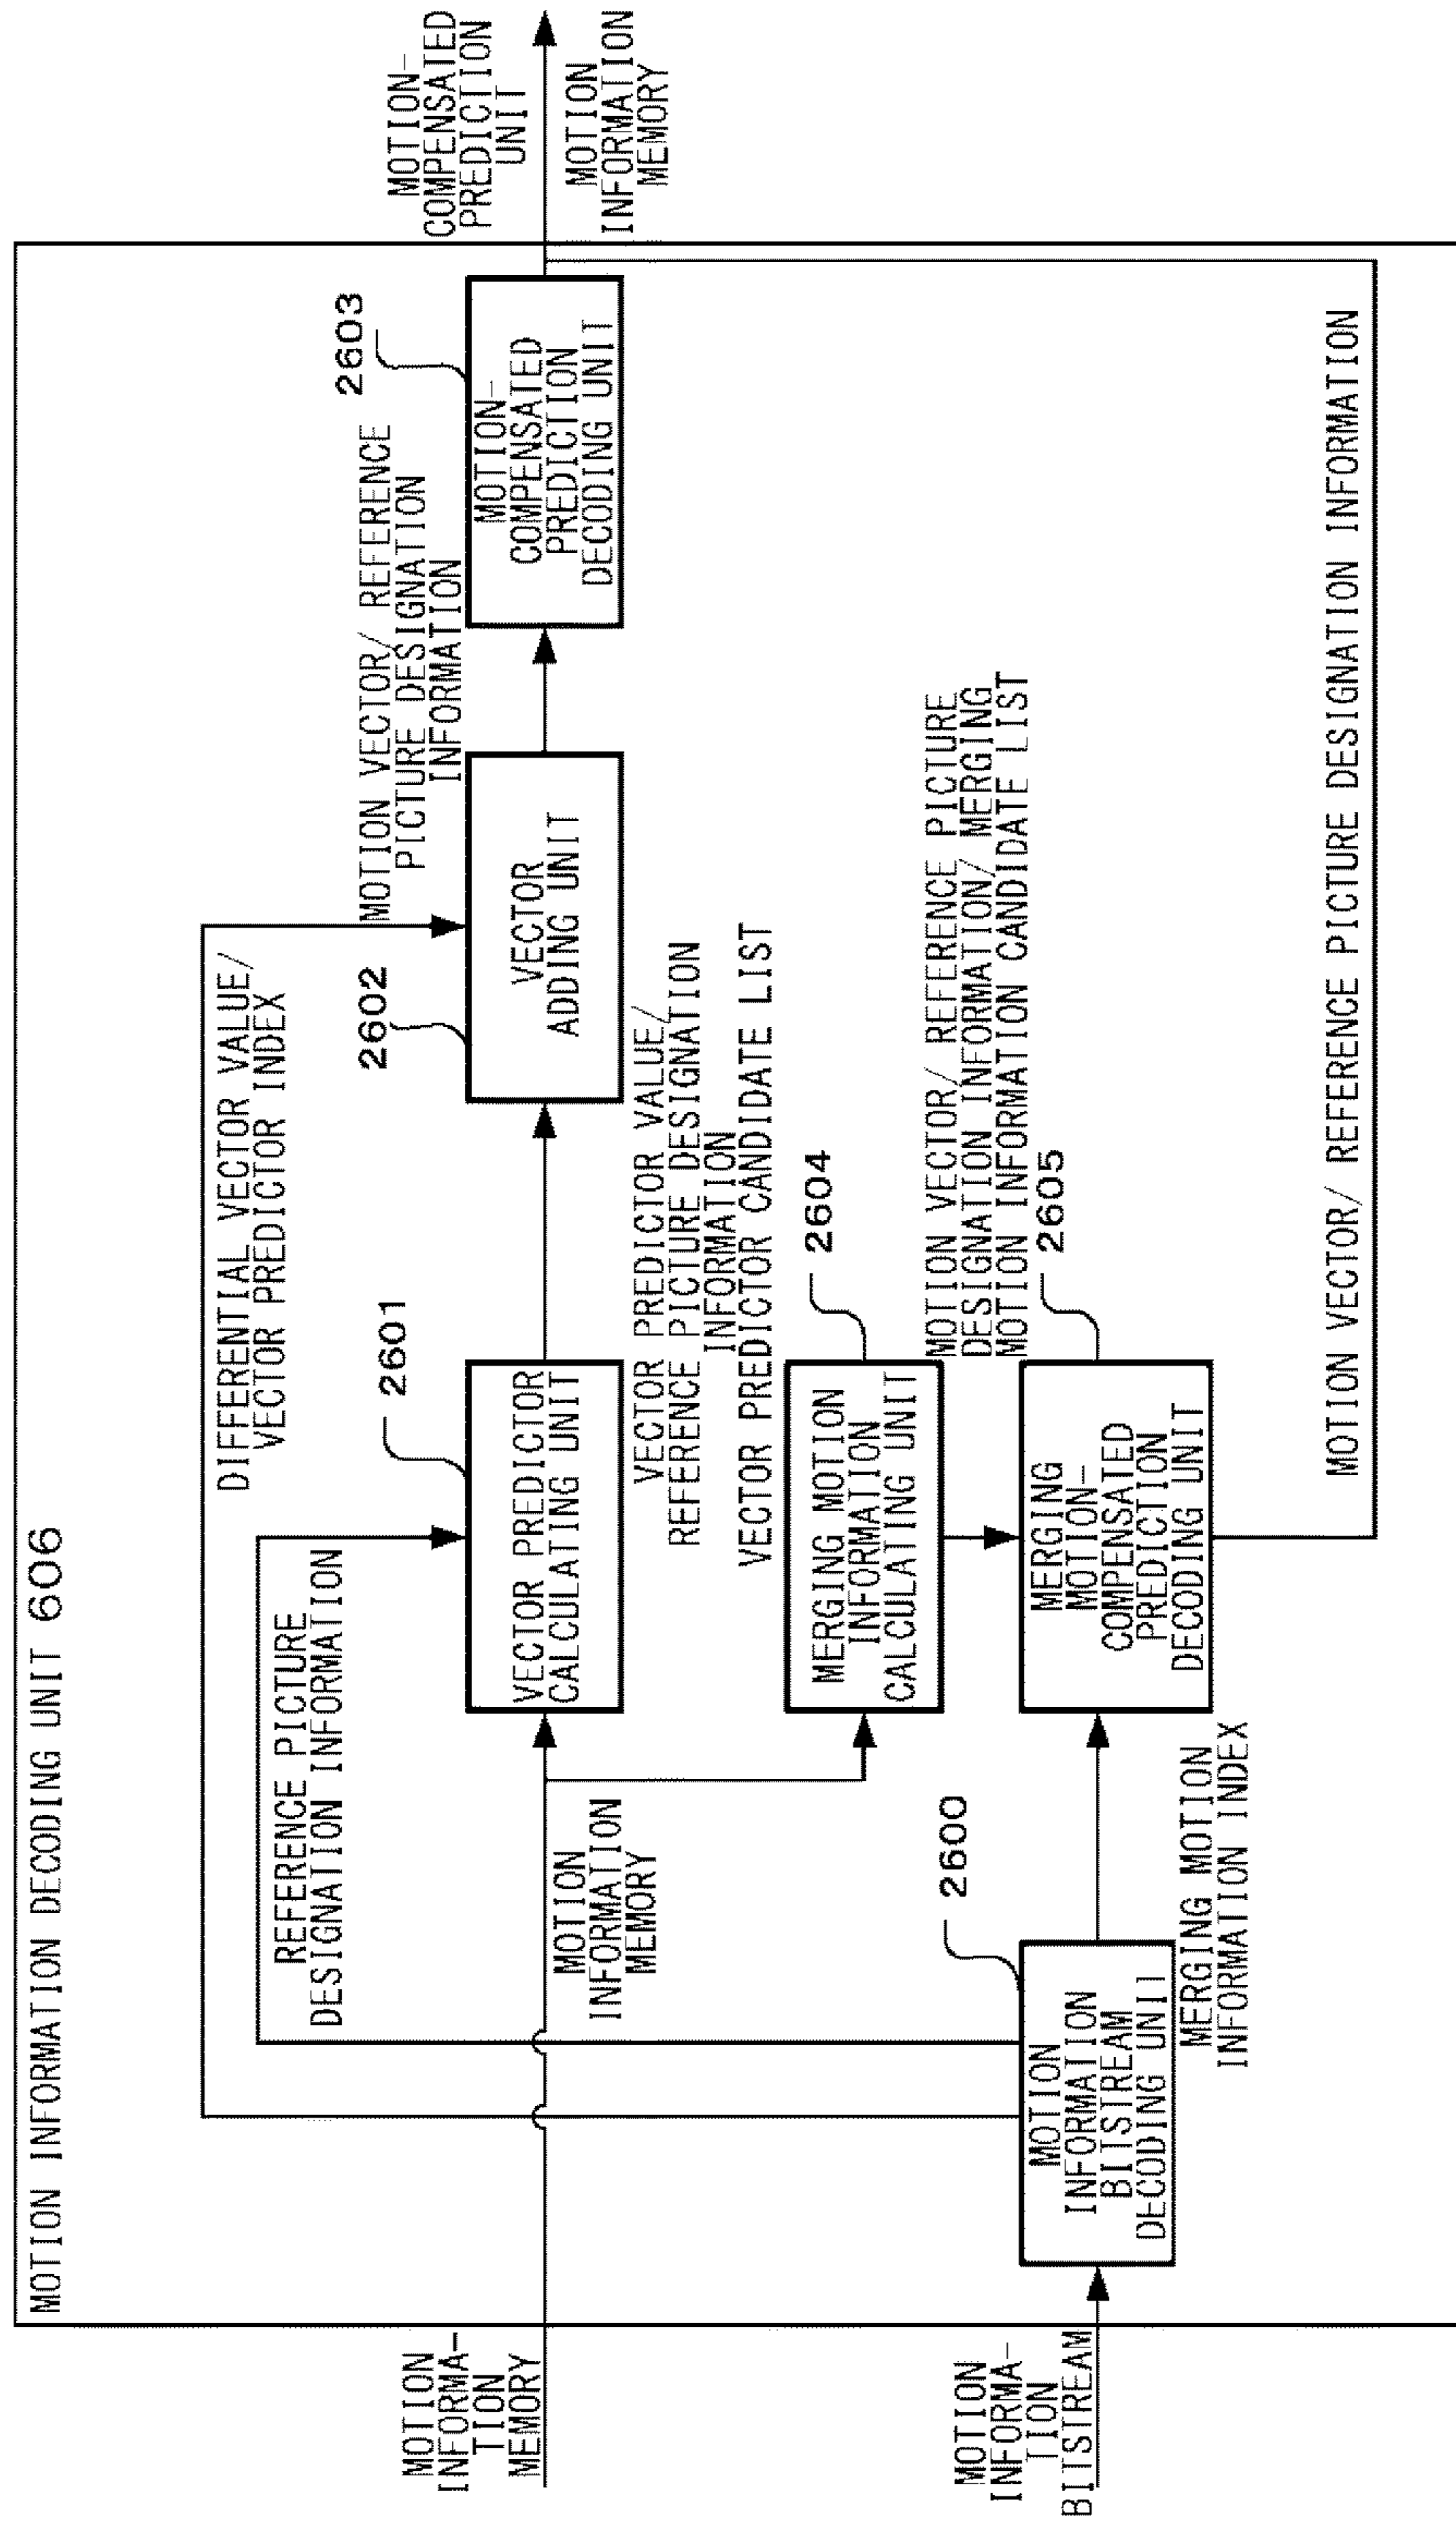 MOTION INFORMATION DECODING UNIT 606
DIFFERENTIAL VECTOR VALUE/
VECTOR PREDICTOR INDEX
REFERENCE PICTURE
DESIGNATION INFORMATION
MOTION
INFORMA-
TION
MEMORY
MOTION
INFORMATION
MEMORY
2601
VECTOR PREDICTOR
CALCULATING UNIT
VECTOR PREDICTOR VALUE/
REFERENCE PICTURE DESIGNATION
INFORMATION
VECTOR PREDICTOR CANDIDATE LIST
2602
VECTOR
ADDING UNIT
MOTION VECTOR/ REFERENCE
PICTURE DESIGNATION
INFORMATION
2603
MOTION-
COMPENSATED
PREDICTION
DECODING UNIT
MOTION-
COMPENSATED
PREDICTION
UNIT
MOTION
INFORMATION
MEMORY
2604
MERGING MOTION
INFORMATION
CALCULATING UNIT
MOTION VECTOR/ REFERENCE PICTURE
DESIGNATION INFORMATION/ MERGING
MOTION INFORMATION CANDIDATE LIST
MOTION
INFORMA-
TION
BITSTREAM
2600
MOTION
INFORMATION
BITSTREAM
DECODING UNIT
MERGING MOTION
INFORMATION INDEX
2605
MERGING
MOTION-
COMPENSATED
PREDICTION
DECODING UNIT
MOTION VECTOR/ REFERENCE PICTURE DESIGNATION INFORMATION